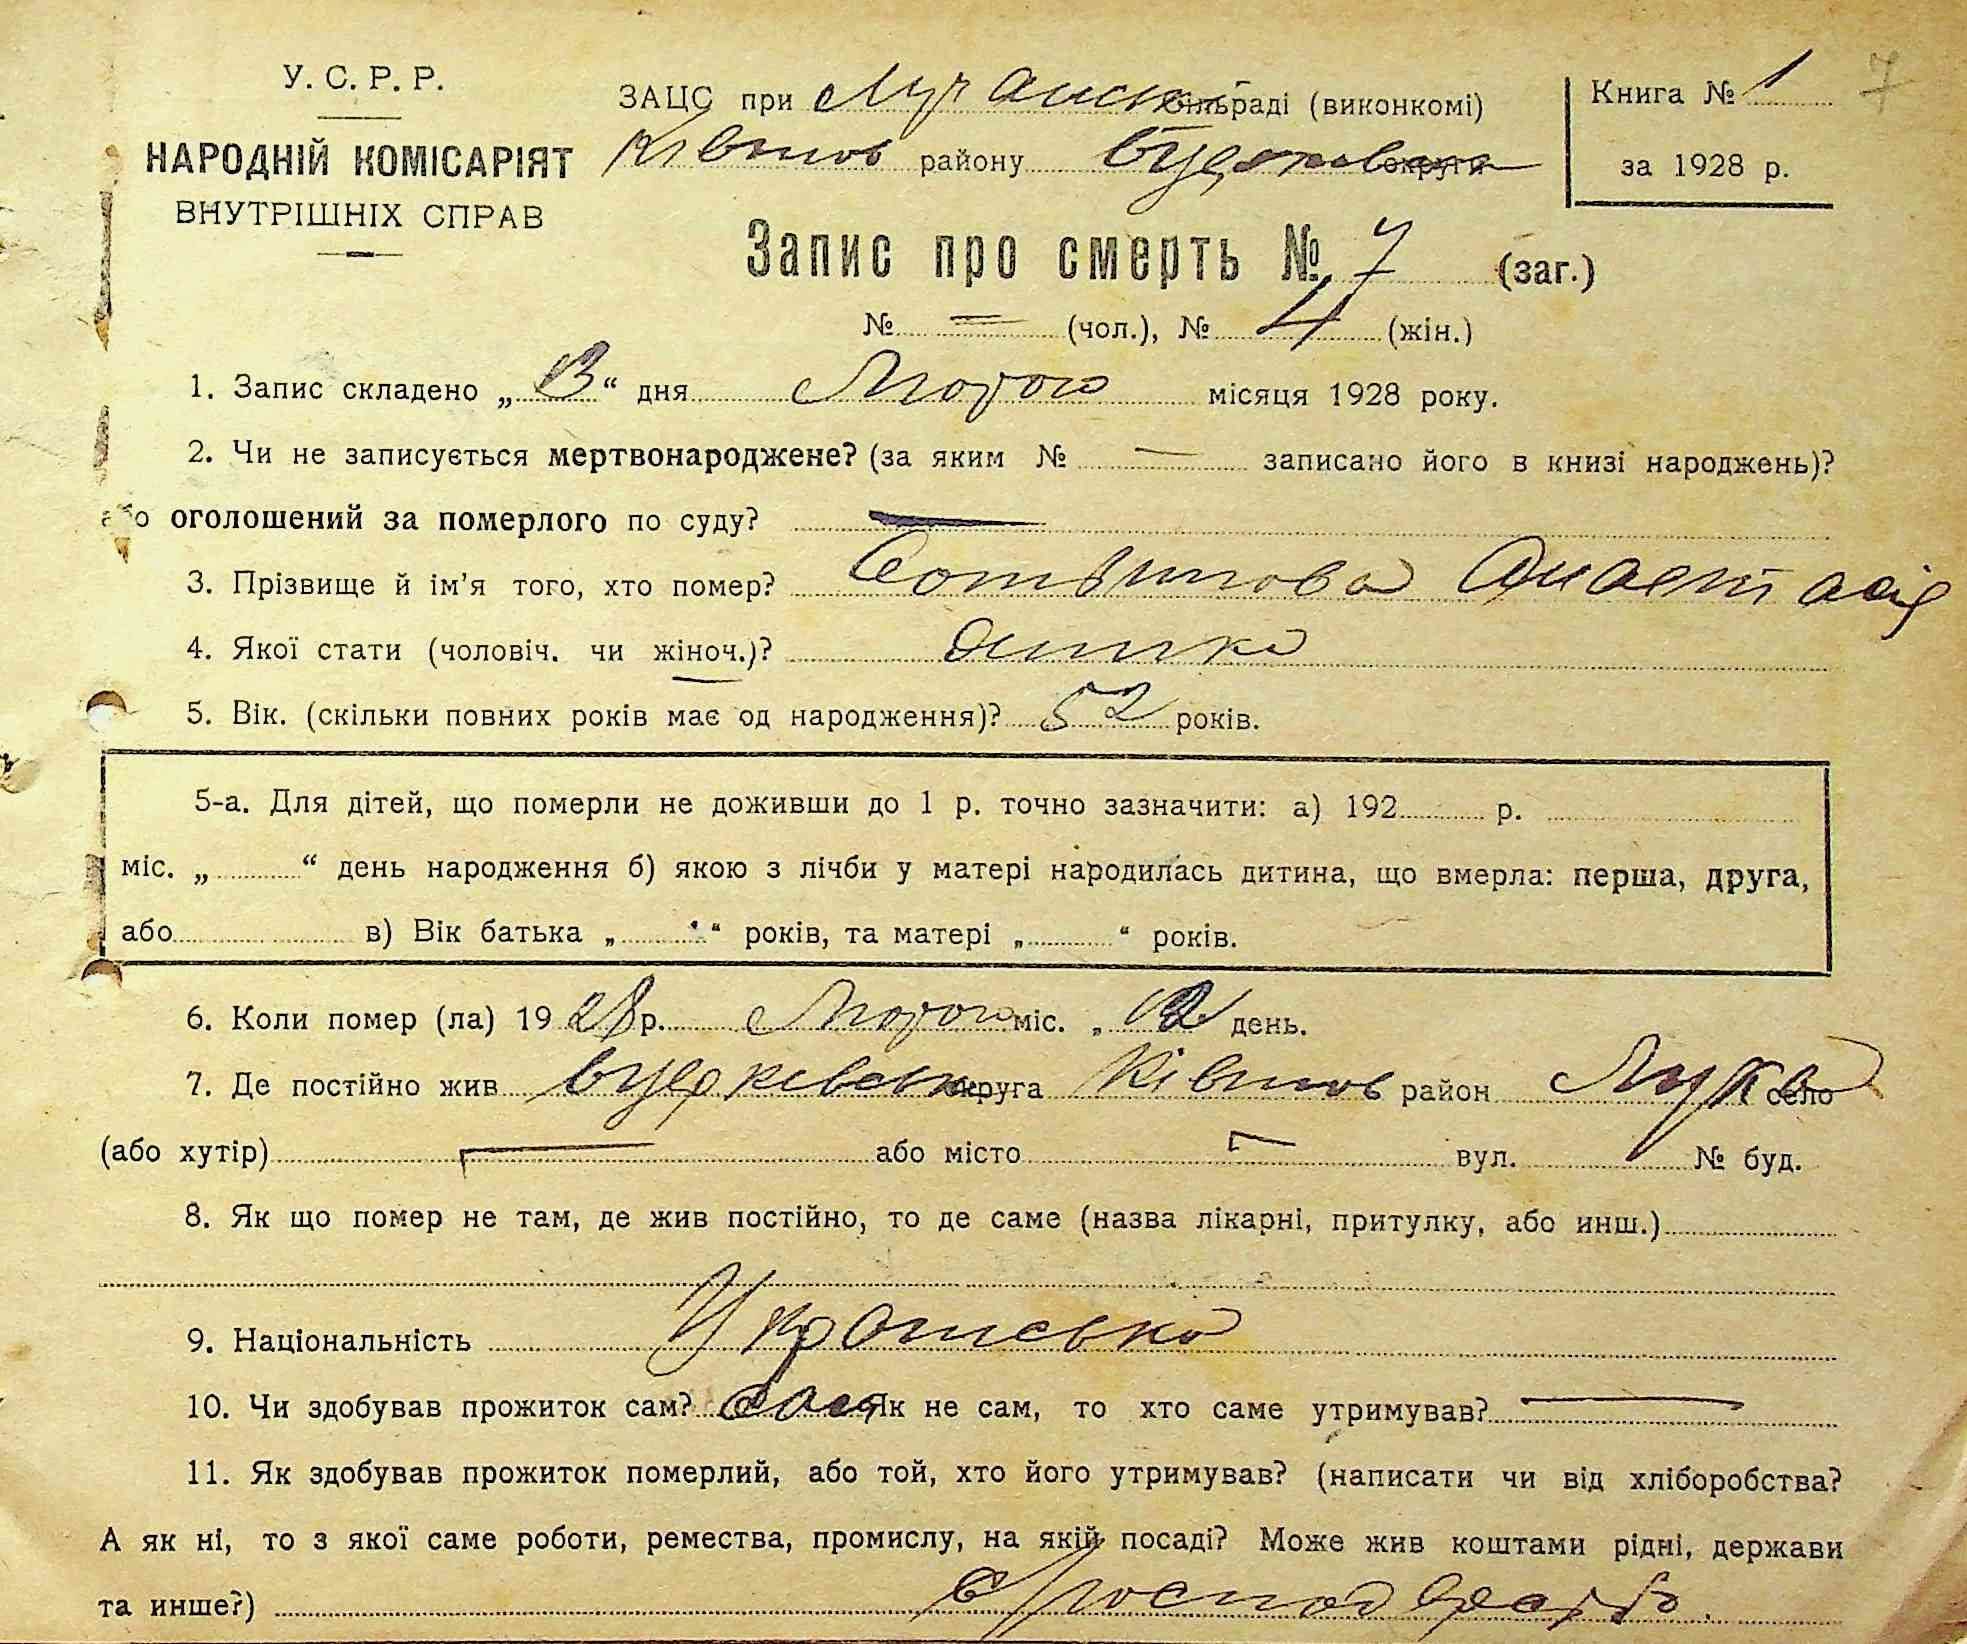 У. С. Р. Р.
НАРОДНІЙ КОМІСАРІЯТ
ВНУТРІШНІХ СПРАВ
ЗАЦС при сільраді (виконкомі)
району округи
Книга № 1
за 1928 р.
7
Запис про смерть № 7 (заг.)
№ = (чол.), № 4 (жін.)
1. Запис складено „13“ дня Лютого місяця 1928 року.
2. Чи не записується мертвонароджене? (за яким № — записано його в книзі народжень)?
або оголошений за померлого по суду? —
3. Прізвище й ім'я того, хто помер? Анастасія
4. Якої стати (чоловіч. чи жіноч.)?
5. Вік. (скільки повних років має од народження)? 52 років.
5-а. Для дітей, що померли не доживши до 1 р. точно зазначити: а) 192 р.
міс. „ “ день народження б) якою з лічби у матері народилась дитина, що вмерла: перша, друга,
або в) Вік батька „ “ років, та матері „ “ років.
6. Коли помер (ла) 1928 р. Лютого міс. „12 день.
7. Де постійно жив округа район Лука село
(або хутір) — або місто — вул. № буд.
8. Як що помер не там, де жив постійно, то де саме (назва лікарні, притулку, або инш.)
9. Національність
10. Чи здобував прожиток сам? сама Як не сам, то хто саме утримував? —
11. Як здобував прожиток померлий, або той, хто його утримував? (написати чи від хліборобства?
А як ні, то з якої саме роботи, ремества, промислу, на якій посаді? Може жив коштами рідні, держави
та инше?)